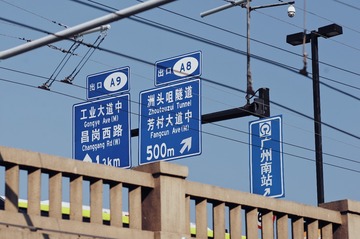 出口 A9
工业大道中
Gongye Ave(M)
昌岗西路
Changgang Rd(W)
1km
出口 A8
洲头咀隧道
Zhoutouzui Tunnel
芳村大道中
Fangcun Ave(M)
500m
广州南站